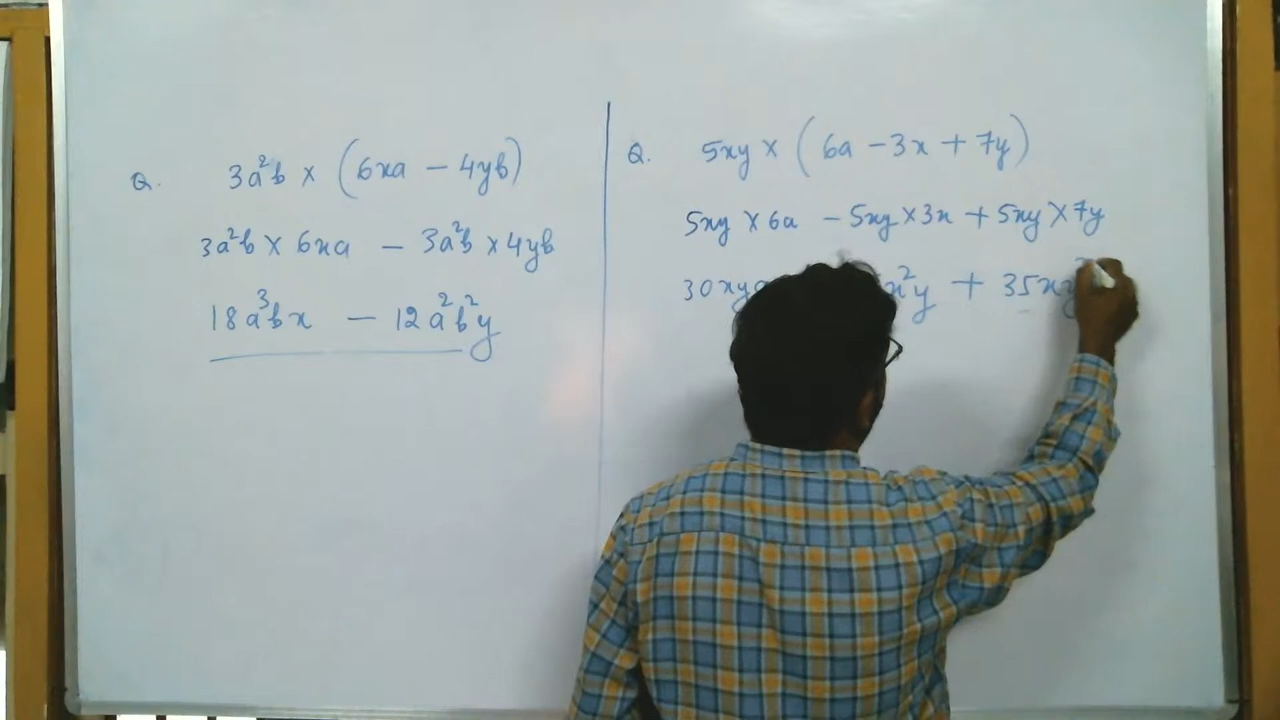 Q. 3a²b × (6xa − 4yb)
3a²b × 6xa − 3a²b × 4yb
18a³bx − 12a²b²y
Q. 5xy × (6a − 3x + 7y)
5xy × 6a − 5xy × 3x + 5xy × 7y
30xya x²y + 35xy